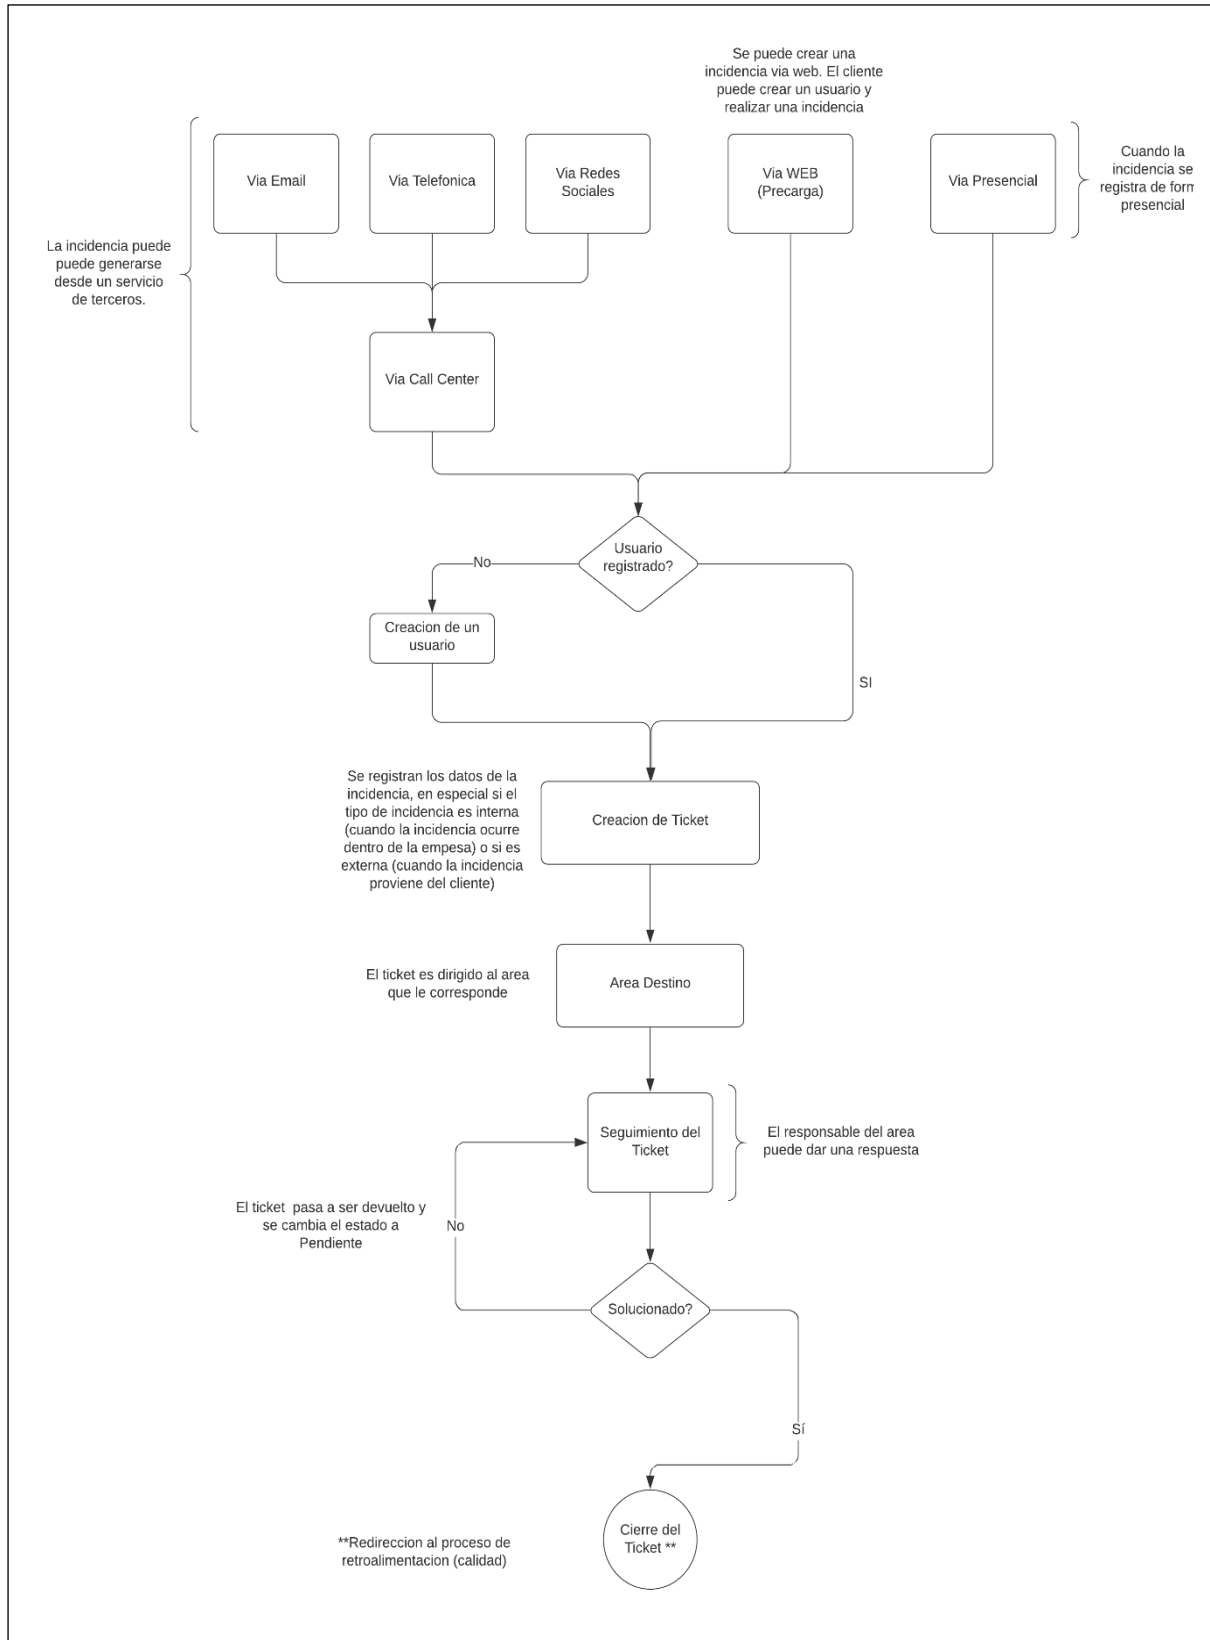 Se puede crear una
incidencia via web. El cliente
puede crear un usuario y
realizar una incidencia
Via Email
Via Telefonica
Via Redes
Sociales
Via WEB
(Precarga)
Via Presencial
Cuando la
incidencia se
registra de form
presencial
La incidencia puede
puede generarse
desde un servicio
de terceros.
Via Call Center
Usuario
registrado?
No
Creacion de un
usuario
SI
Se registran los datos de la
incidencia, en especial si el
tipo de incidencia es interna
(cuando la incidencia ocurre
dentro de la empesa) o si es
externa (cuando la incidencia
proviene del cliente)
Creacion de Ticket
El ticket es dirigido al area
que le corresponde
Area Destino
Seguimiento del
Ticket
El responsable del area
puede dar una respuesta
El ticket pasa a ser devuelto y
se cambia el estado a
Pendiente
No
Solucionado?
Sí
Cierre del
Ticket **
**Redireccion al proceso de
retroalimentacion (calidad)